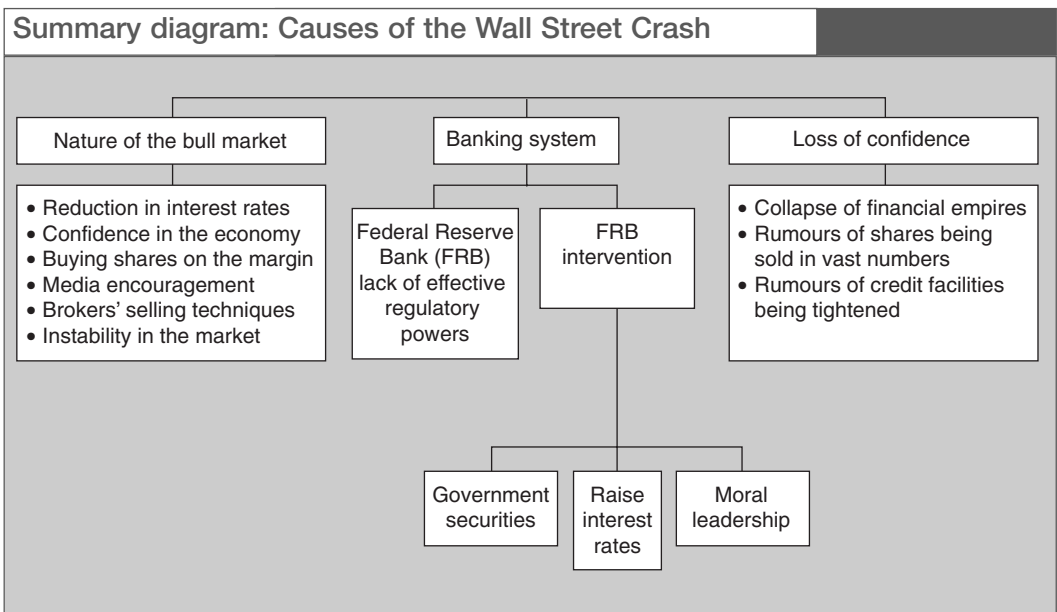 Summary diagram: Causes of the Wall Street Crash
Nature of the bull market
• Reduction in interest rates
• Confidence in the economy
• Buying shares on the margin
• Media encouragement
• Brokers' selling techniques
• Instability in the market
Banking system
Federal Reserve
Bank (FRB)
lack of effective
regulatory
powers
FRB
intervention
Government
securities
Raise
interest
rates
Moral
leadership
Loss of confidence
• Collapse of financial empires
• Rumours of shares being
sold in vast numbers
• Rumours of credit facilities
being tightened